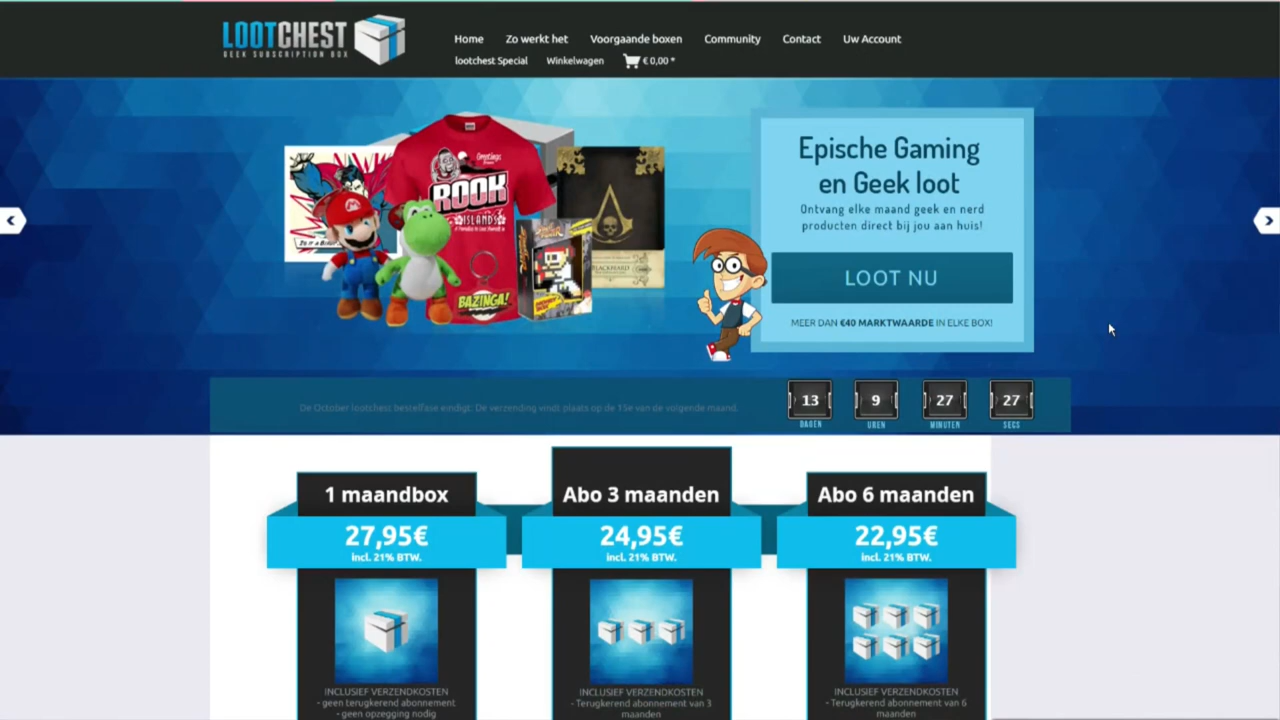 LOOTCHEST
GEEK SUBSCRIPTION BOX
Home Zo werkt het Voorgaande boxen Community Contact Uw Account
lootchest Special Winkelwagen € 0,00 *
Greetings
ROOK
ISLANDS
BAZINGA!
Epische Gaming
en Geek loot
Ontvang elke maand geek en nerd
producten direct bij jou aan huis!
LOOT NU
MEER DAN €40 MARKTWAARDE IN ELKE BOX!
De October lootchest bestelfase eindigt: De verzending vindt plaats op de 15e van de volgende maand.
13 9 27 27
DAGEN UREN MINUTEN SECS
1 maandbox Abo 3 maanden Abo 6 maanden
27,95€ 24,95€ 22,95€
incl. 21% BTW. incl. 21% BTW. incl. 21% BTW.
INCLUSIEF VERZENDKOSTEN INCLUSIEF VERZENDKOSTEN INCLUSIEF VERZENDKOSTEN
- geen terugkerend abonnement - Terugkerend abonnement van 3 - Terugkerend abonnement van 6
- geen opzegging nodig maanden maanden